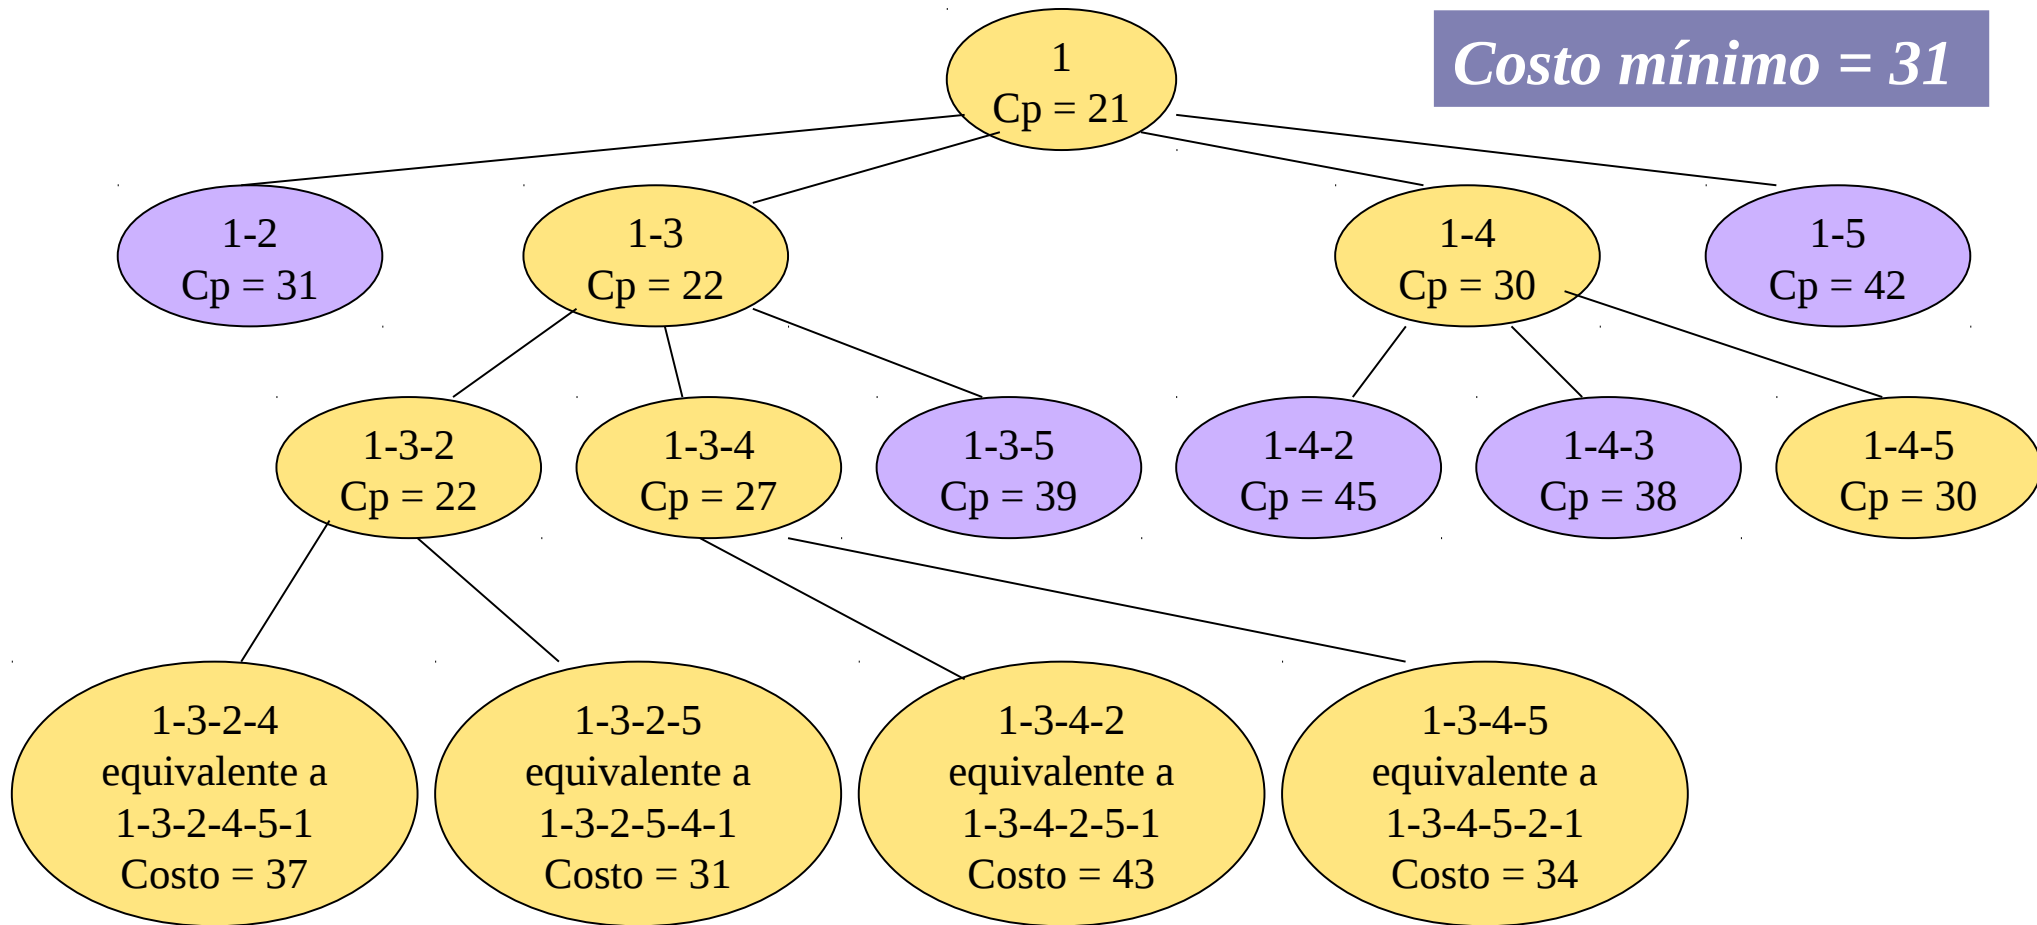 1
Cp = 21
Costo mínimo = 31
1-2
Cp = 31
1-3
Cp = 22
1-4
Cp = 30
1-5
Cp = 42
1-3-2
Cp = 22
1-3-4
Cp = 27
1-3-5
Cp = 39
1-4-2
Cp = 45
1-4-3
Cp = 38
1-4-5
Cp = 30
1-3-2-4
equivalente a
1-3-2-4-5-1
Costo = 37
1-3-2-5
equivalente a
1-3-2-5-4-1
Costo = 31
1-3-4-2
equivalente a
1-3-4-2-5-1
Costo = 43
1-3-4-5
equivalente a
1-3-4-5-2-1
Costo = 34